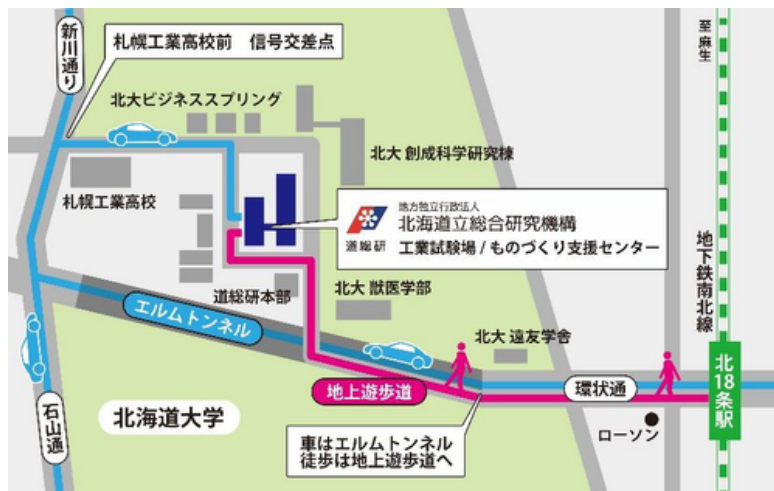 新川通り
札幌工業高校前　信号交差点
至麻生
北大ビジネススプリング
北大 創成科学研究棟
札幌工業高校
地方独立行政法人
北海道立総合研究機構
道総研
工業試験場 / ものづくり支援センター
地下鉄南北線
道総研本部
北大 獣医学部
エルムトンネル
北大 遠友学舎
北18条駅
地上遊歩道
環状通
石山通
北海道大学
ローソン
車はエルムトンネル
徒歩は地上遊歩道へ